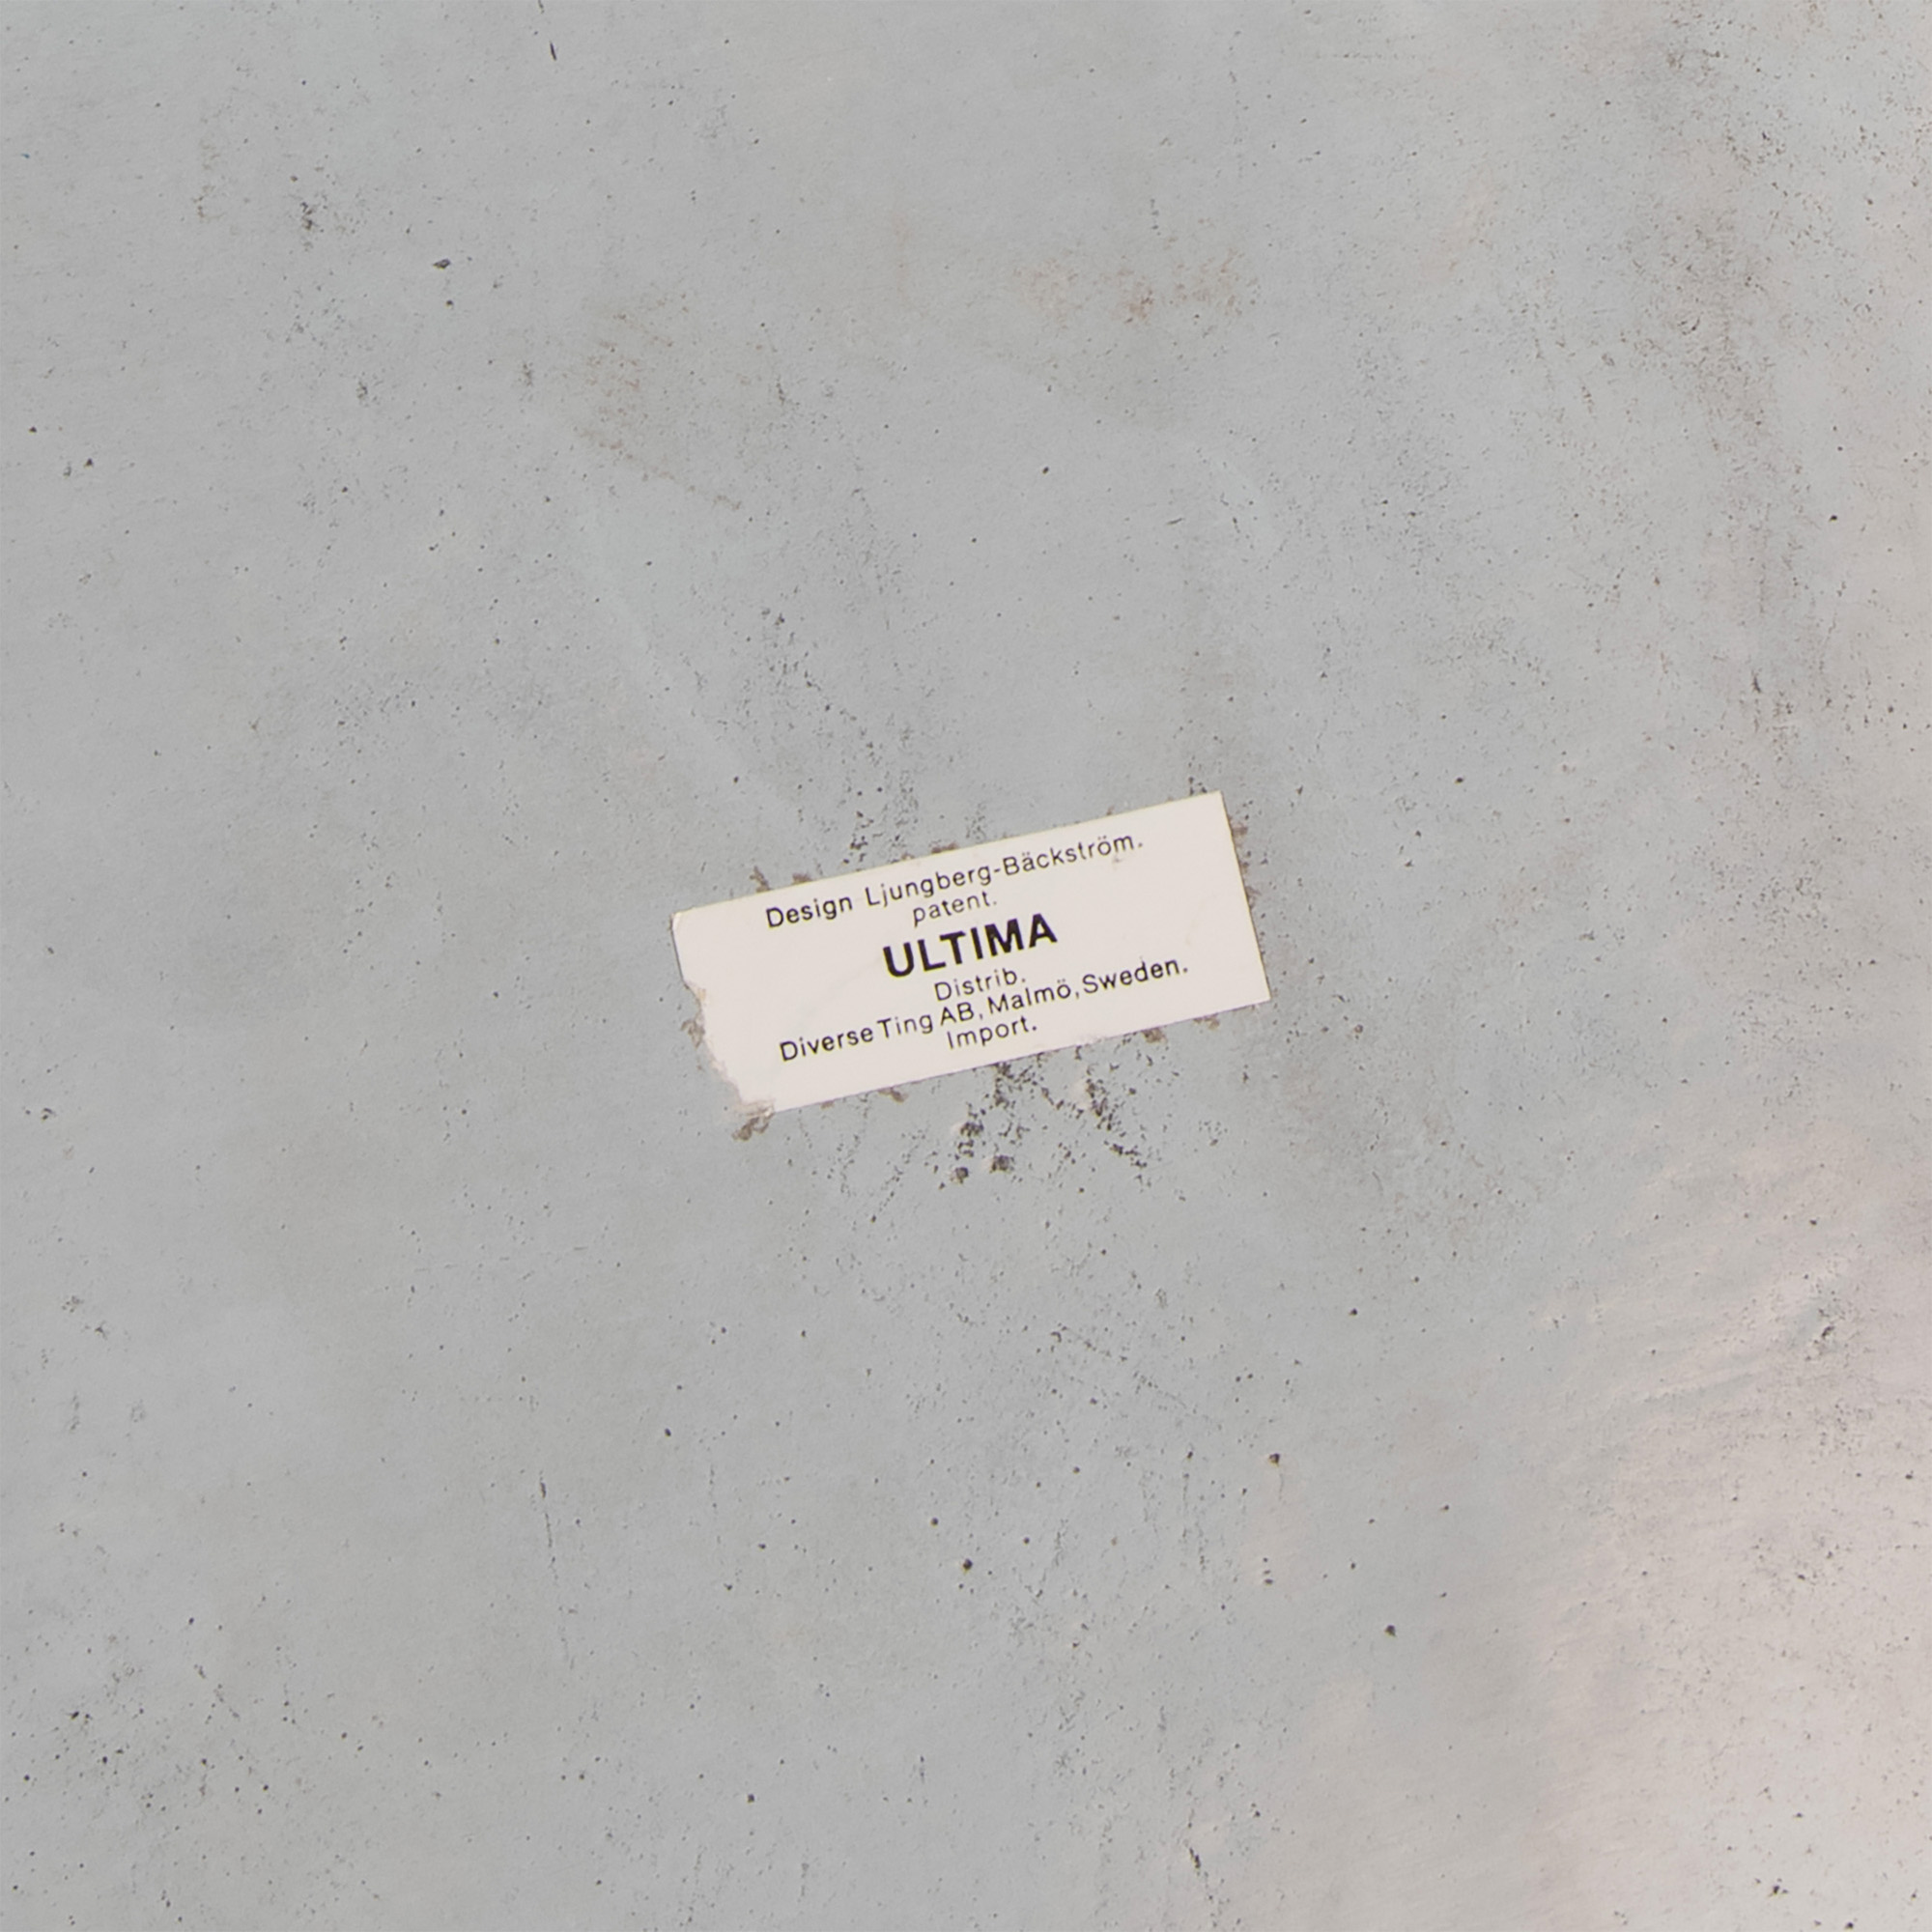 Design Ljungberg-Bäckström.
patent.
ULTIMA
Distrib.
Diverse Ting AB, Malmö, Sweden.
Import.